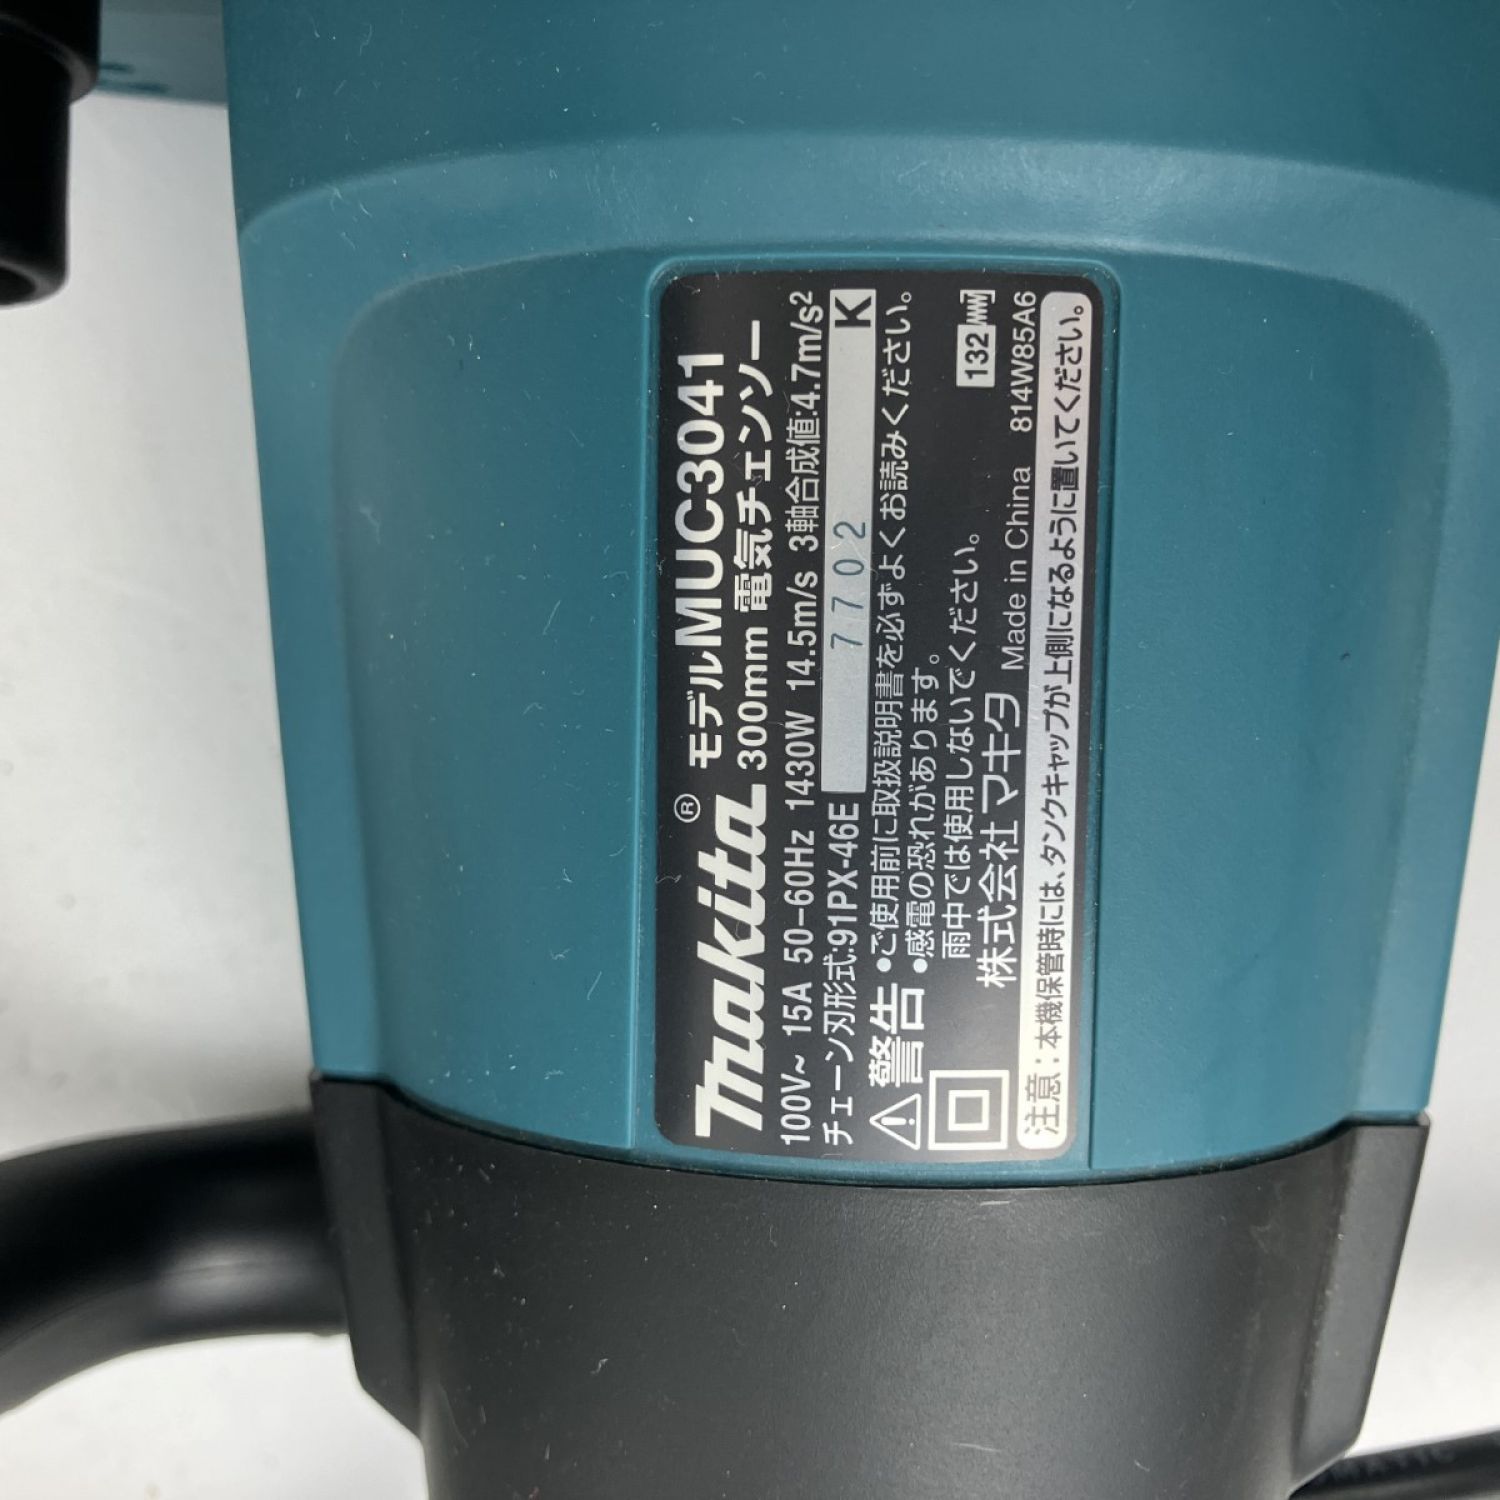 makita® モデルMUC3041
300mm 電気チェンソー
100V~ 15A 50-60Hz 1430W 14.5m/s 3軸合成値:4.7m/s²
チェーン刃形式:91PX-46E 7702 K
⚠警告 •ご使用前に取扱説明書を必ずよくお読みください。
•感電の恐れがあります。
雨中では使用しないでください。
132
株式会社マキタ Made in China 814W85A6
注意:本機保管時には、タンクキャップが上側になるように置いてください。